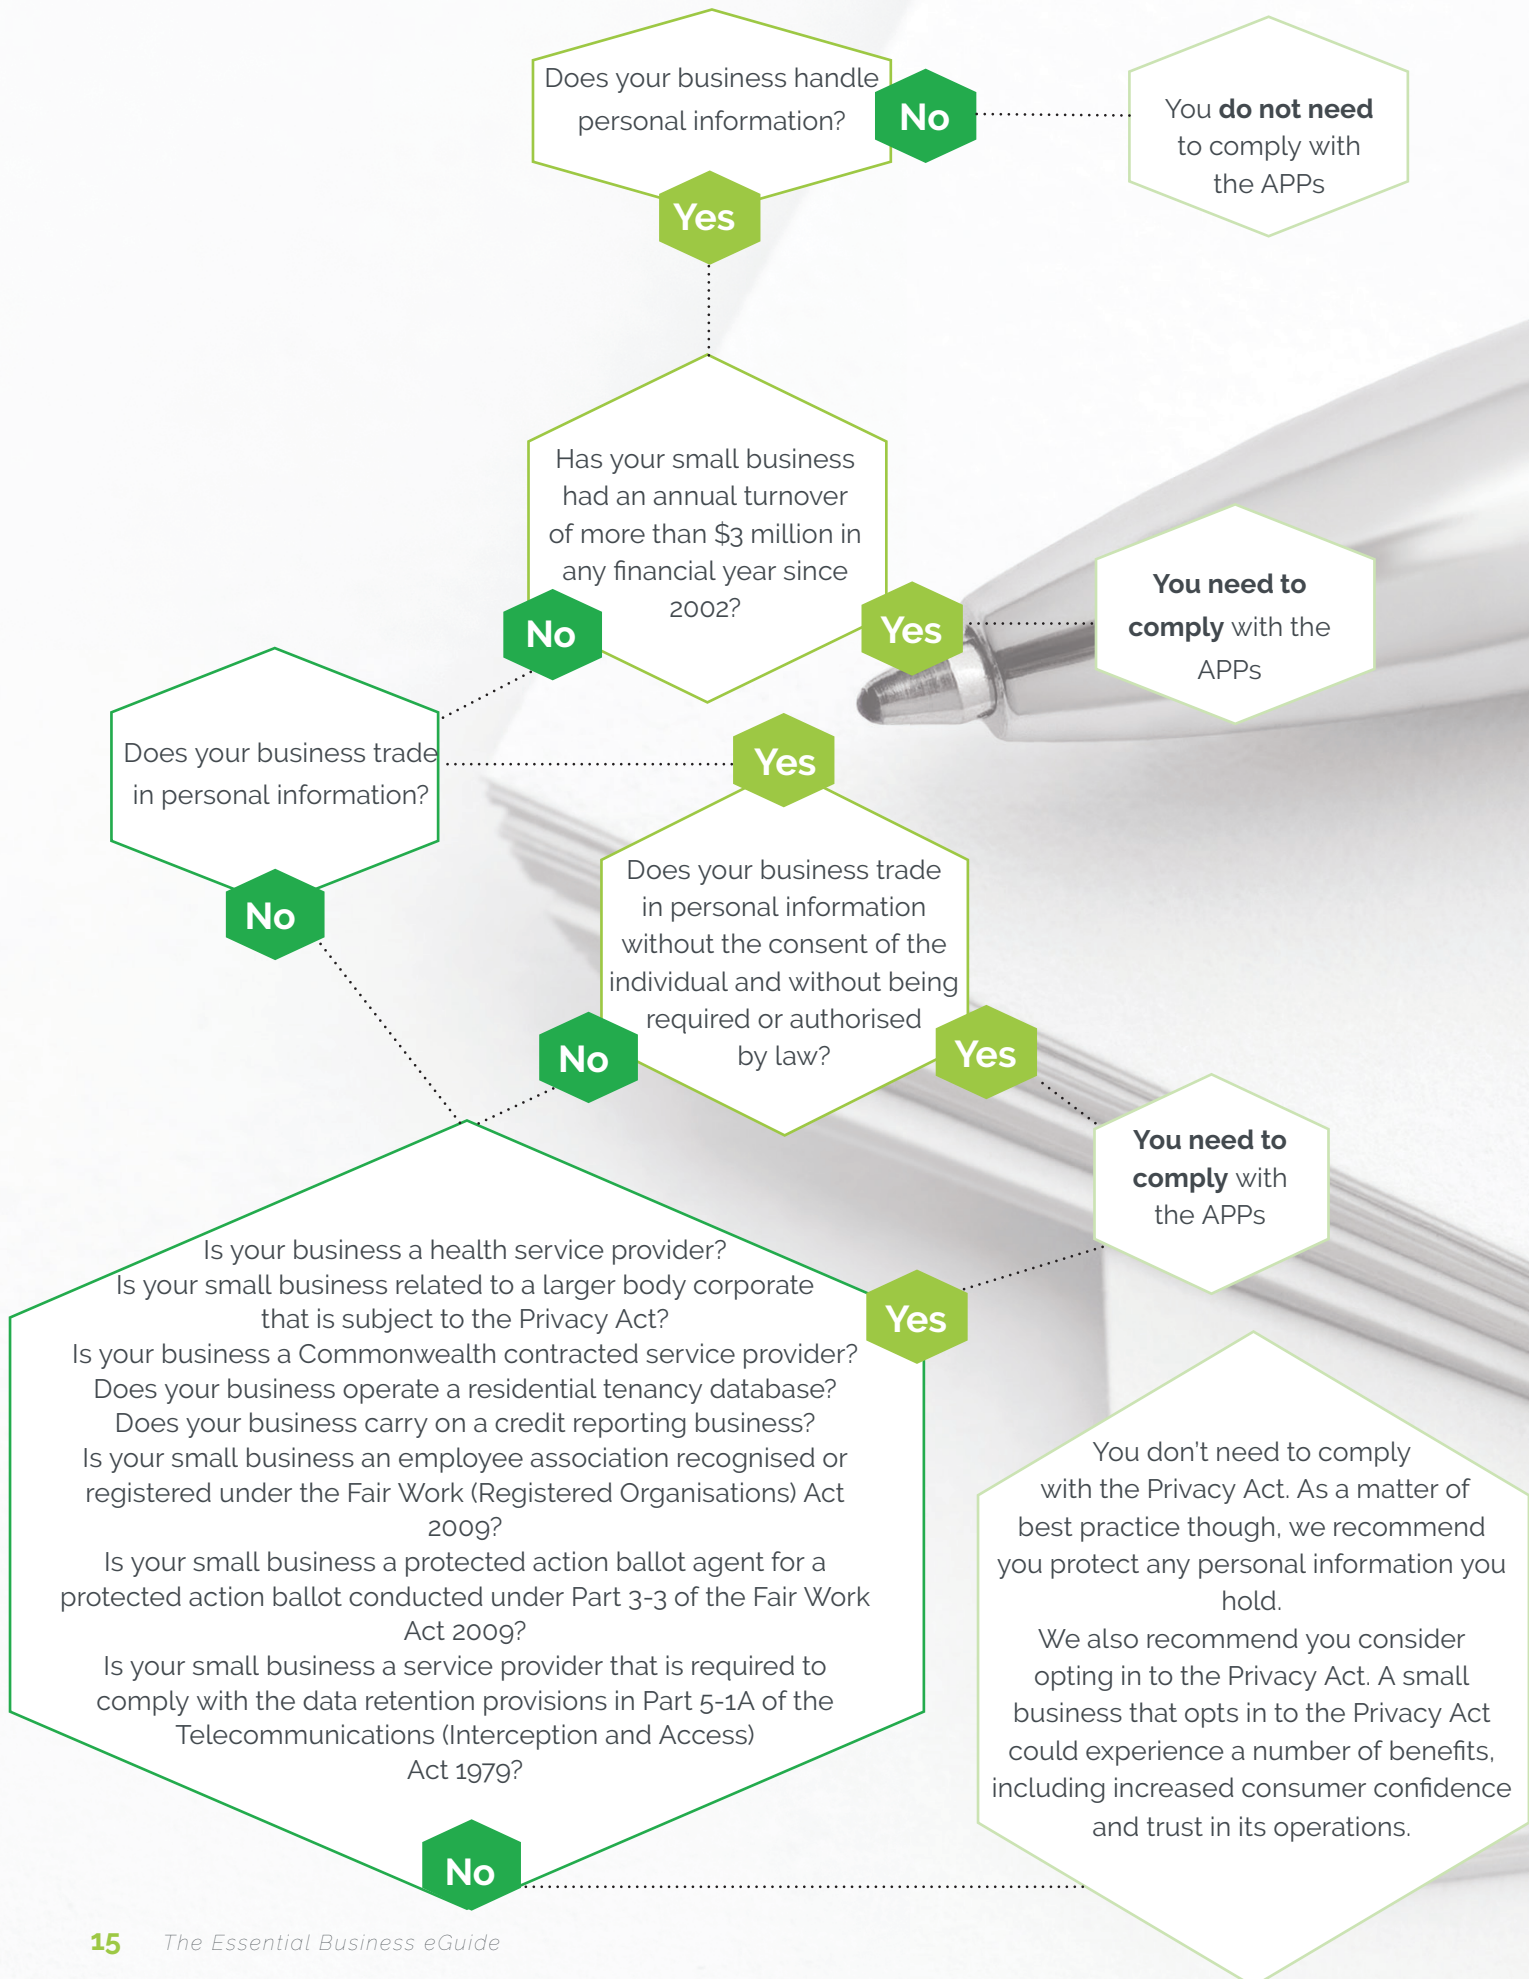 Does your business handle
personal information?
No
You do not need
to comply with
the APPs
Yes
Has your small business
had an annual turnover
of more than $3 million in
any financial year since
2002?
No
Yes
You need to
comply with the
APPs
Does your business trade
in personal information?
Yes
No
Does your business trade
in personal information
without the consent of the
individual and without being
required or authorised
by law?
No
Yes
You need to
comply with
the APPs
Is your business a health service provider?
Is your small business related to a larger body corporate
that is subject to the Privacy Act?
Is your business a Commonwealth contracted service provider?
Does your business operate a residential tenancy database?
Does your business carry on a credit reporting business?
Is your small business an employee association recognised or
registered under the Fair Work (Registered Organisations) Act
2009?
Is your small business a protected action ballot agent for a
protected action ballot conducted under Part 3-3 of the Fair Work
Act 2009?
Is your small business a service provider that is required to
comply with the data retention provisions in Part 5-1A of the
Telecommunications (Interception and Access)
Act 1979?
Yes
No
You don’t need to comply
with the Privacy Act. As a matter of
best practice though, we recommend
you protect any personal information you
hold.
We also recommend you consider
opting in to the Privacy Act. A small
business that opts in to the Privacy Act
could experience a number of benefits,
including increased consumer confidence
and trust in its operations.
15 The Essential Business eGuide